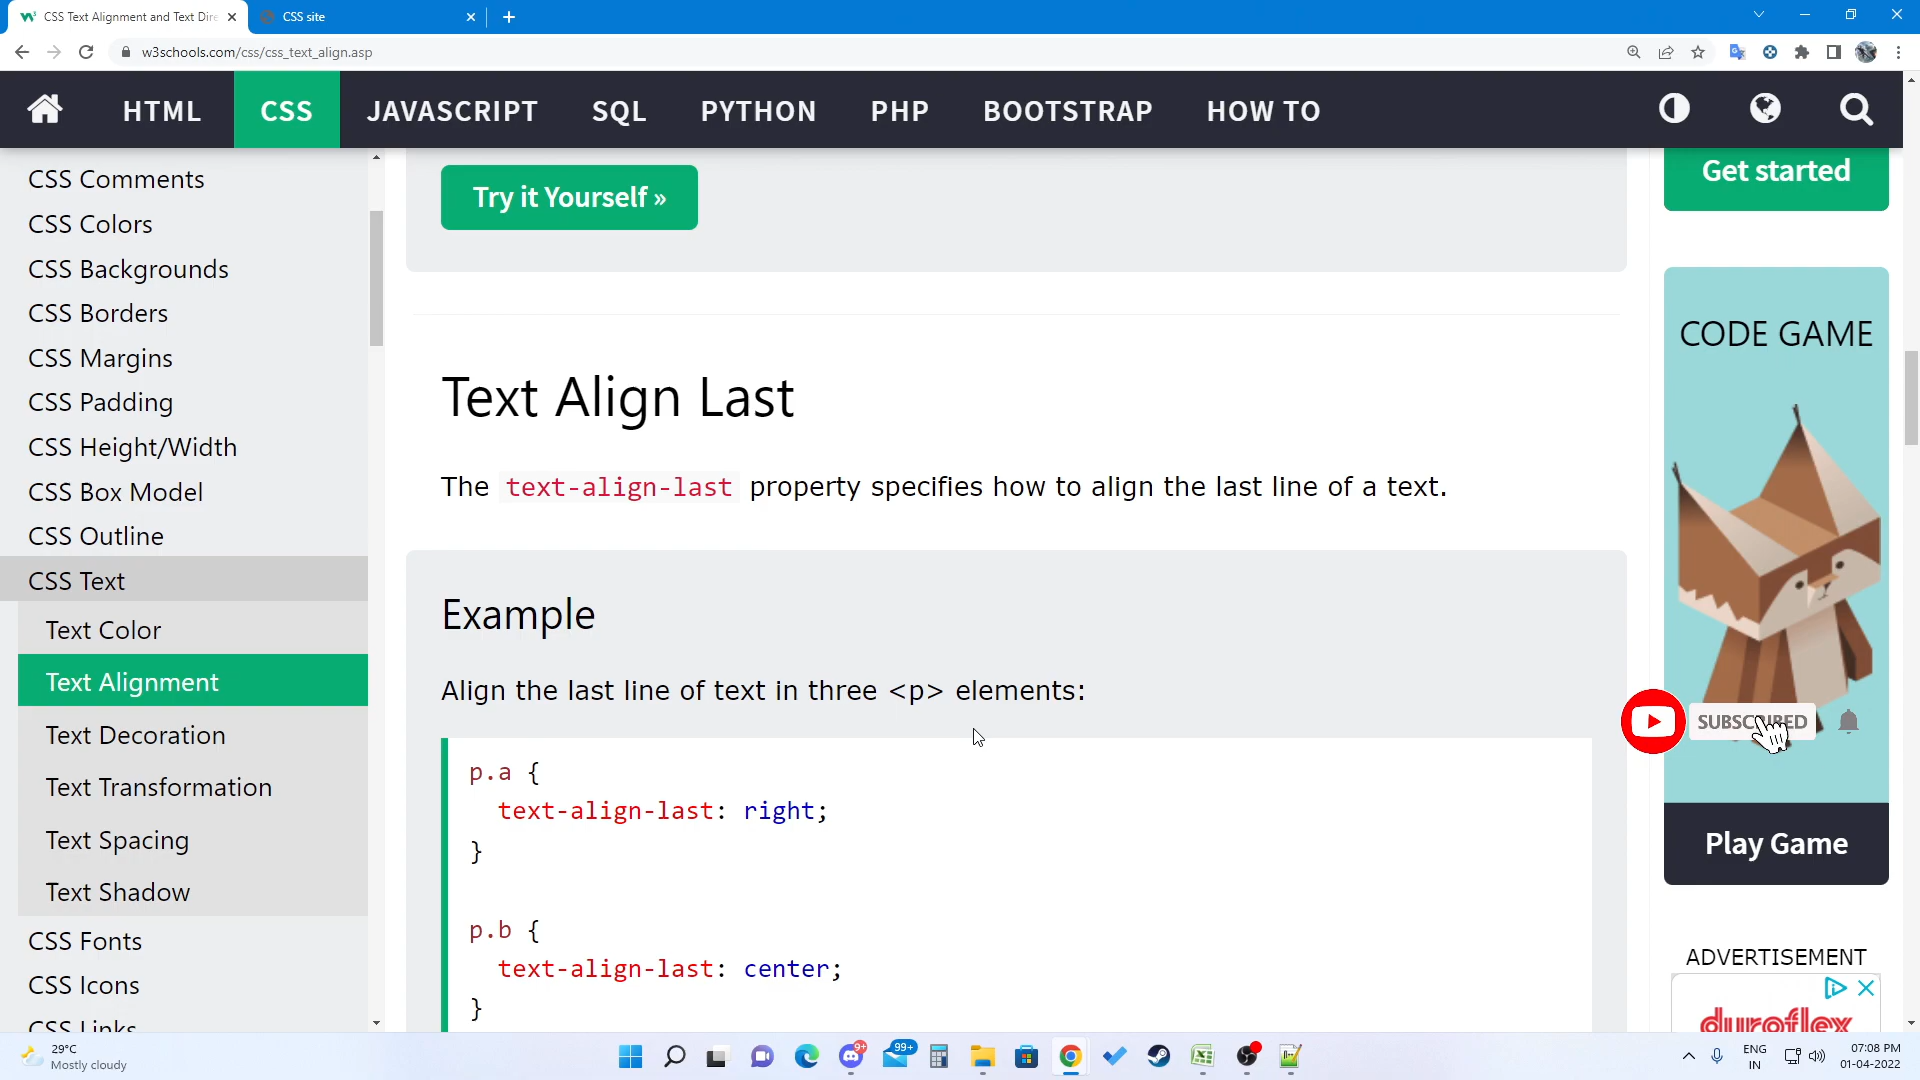 CSS Text Alignment and Text Dire
CSS site
w3schools.com/css/css_text_align.asp
HTML
CSS
JAVASCRIPT
SQL
PYTHON
PHP
BOOTSTRAP
HOW TO
CSS Comments
CSS Colors
CSS Backgrounds
CSS Borders
CSS Margins
CSS Padding
CSS Height/Width
CSS Box Model
CSS Outline
CSS Text
Text Color
Text Alignment
Text Decoration
Text Transformation
Text Spacing
Text Shadow
CSS Fonts
CSS Icons
CSS Links
Try it Yourself »
Text Align Last
The text-align-last property specifies how to align the last line of a text.
Example
Align the last line of text in three <p> elements:
p.a {
text-align-last: right;
}
p.b {
text-align-last: center;
}
Get started
CODE GAME
SUBSCRIBED
Play Game
ADVERTISEMENT
duroflex
29°C
Mostly cloudy
9+
99+
ENG
IN
07:08 PM
01-04-2022